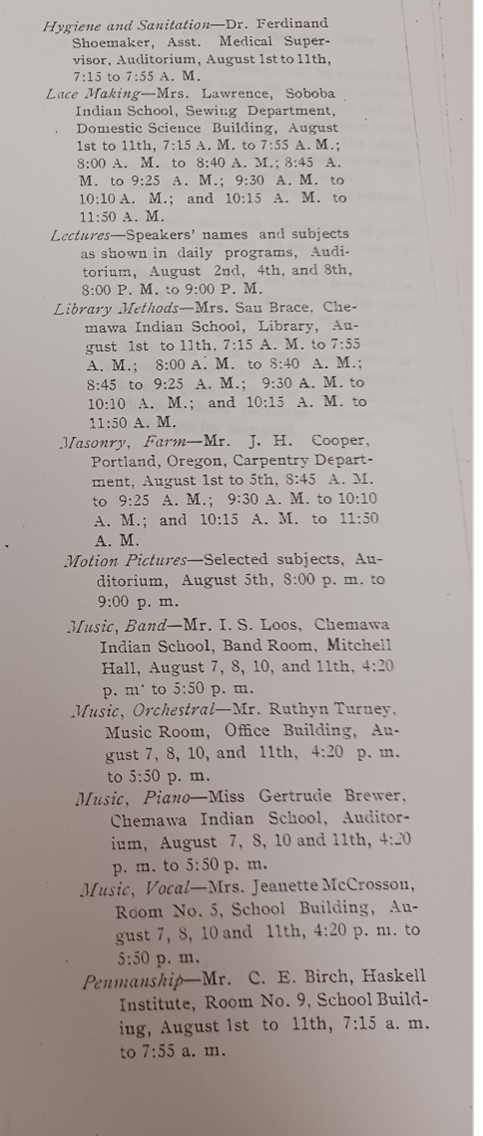 Hygiene and Sanitation—Dr. Ferdinand
Shoemaker, Asst. Medical Super-
visor, Auditorium, August 1st to 11th,
7:15 to 7:55 A. M.
Lace Making—Mrs. Lawrence, Soboba
Indian School, Sewing Department,
Domestic Science Building, August
1st to 11th, 7:15 A. M. to 7:55 A. M.;
8:00 A. M. to 8:40 A. M.; 8:45 A.
M. to 9:25 A. M.; 9:30 A. M. to
10:10 A. M.; and 10:15 A. M. to
11:50 A. M.
Lectures—Speakers' names and subjects
as shown in daily programs, Audi-
torium, August 2nd, 4th, and 8th,
8:00 P. M. to 9:00 P. M.
Library Methods—Mrs. Sau Brace, Che-
mawa Indian School, Library, Au-
gust 1st to 11th, 7:15 A. M. to 7:55
A. M.; 8:00 A. M. to 8:40 A. M.;
8:45 to 9:25 A. M.; 9:30 A. M. to
10:10 A. M.; and 10:15 A. M. to
11:50 A. M.
Masonry, Farm—Mr. J. H. Cooper,
Portland, Oregon, Carpentry Depart-
ment, August 1st to 5th, 8:45 A. M.
to 9:25 A. M.; 9:30 A. M. to 10:10
A. M.; and 10:15 A. M. to 11:50
A. M.
Motion Pictures—Selected subjects, Au-
ditorium, August 5th, 8:00 p. m. to
9:00 p. m.
Music, Band—Mr. I. S. Loos, Chemawa
Indian School, Band Room, Mitchell
Hall, August 7, 8, 10, and 11th, 4:20
p. m· to 5:50 p. m.
Music, Orchestral—Mr. Ruthyn Turney,
Music Room, Office Building, Au-
gust 7, 8, 10, and 11th, 4:20 p. m.
to 5:50 p. m.
Music, Piano—Miss Gertrude Brewer,
Chemawa Indian School, Auditor-
ium, August 7, 8, 10 and 11th, 4:20
p. m. to 5:50 p. m.
Music, Vocal—Mrs. Jeanette McCrosson,
Room No. 5, School Building, Au-
gust 7, 8, 10 and 11th, 4:20 p. m. to
5:50 p. m.
Penmanship—Mr. C. E. Birch, Haskell
Institute, Room No. 9, School Build-
ing, August 1st to 11th, 7:15 a. m.
to 7:55 a. m.